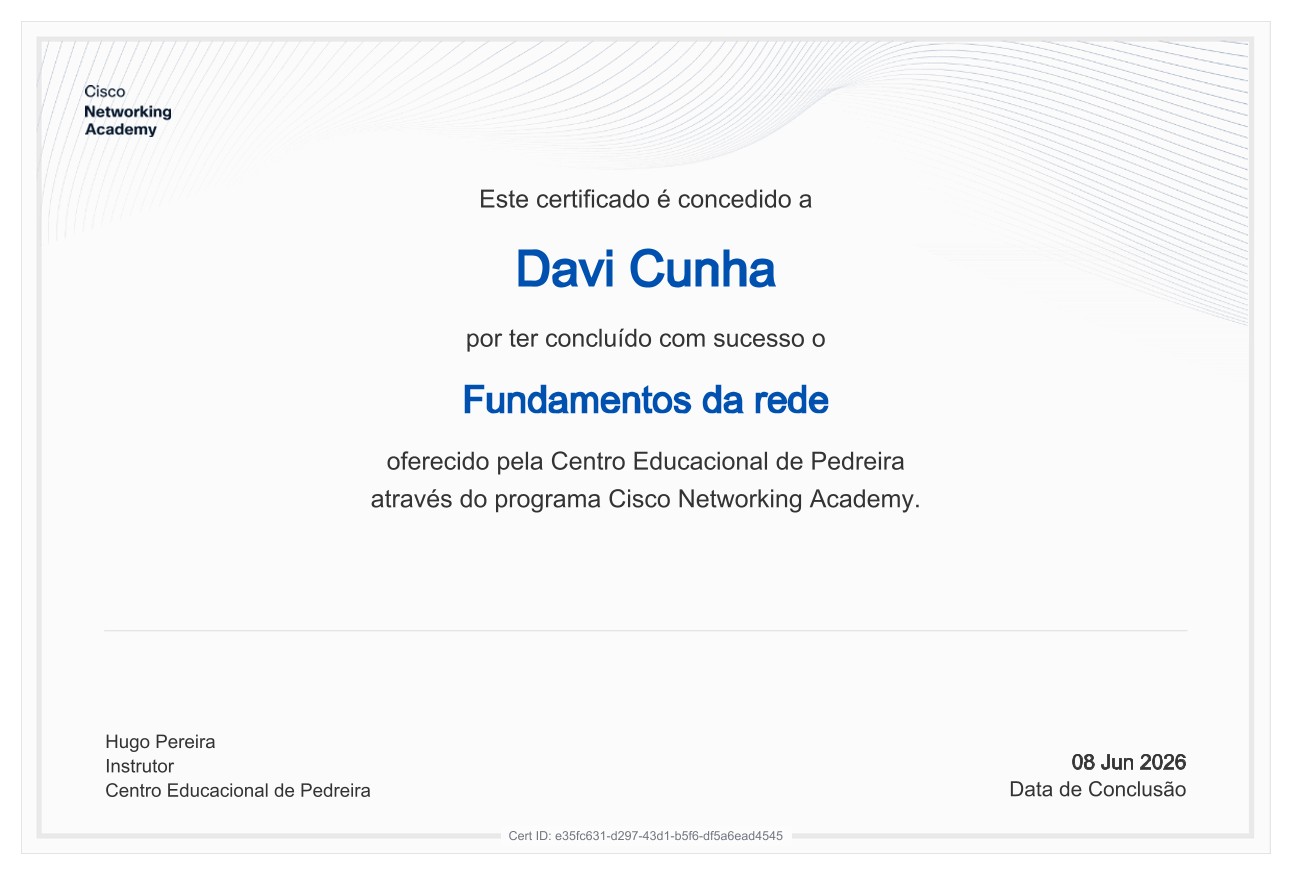 Cisco
Networking
Academy
Este certificado é concedido a
Davi Cunha
por ter concluído com sucesso o
Fundamentos da rede
oferecido pela Centro Educacional de Pedreira
através do programa Cisco Networking Academy.
Hugo Pereira
Instrutor
Centro Educacional de Pedreira
08 Jun 2026
Data de Conclusão
Cert ID: e35fc631-d297-43d1-b5f6-df5a6ead4545